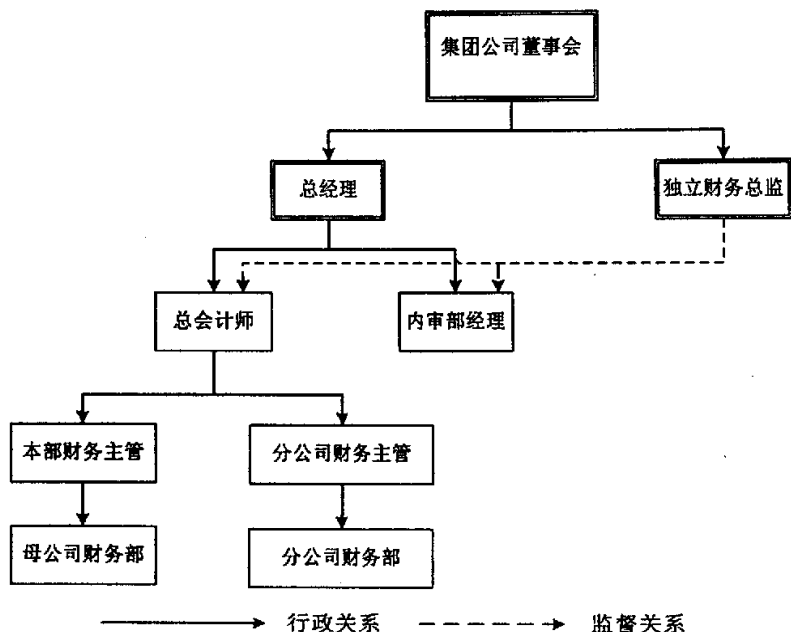 集团公司董事会
总经理
独立财务总监
总会计师
内审部经理
本部财务主管
分公司财务主管
母公司财务部
分公司财务部
行政关系
监督关系